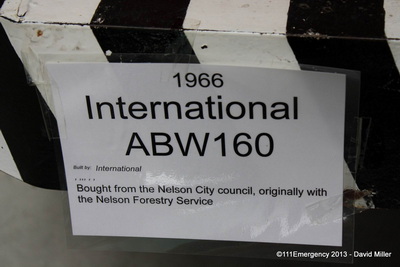 1966
International
ABW160
Built by: International
Bought from the Nelson City council, originally with
the Nelson Forestry Service
©111Emergency 2013 - David Miller